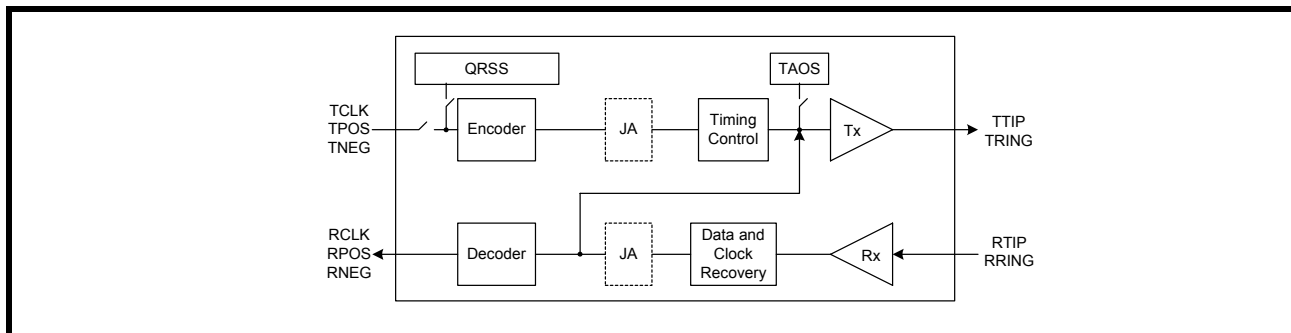 QRSS
TAOS
TCLK
TPOS
TNEG
Encoder
JA
Timing
Control
Tx
TTIP
TRING
RCLK
RPOS
RNEG
Decoder
JA
Data and
Clock
Recovery
Rx
RTIP
RRING